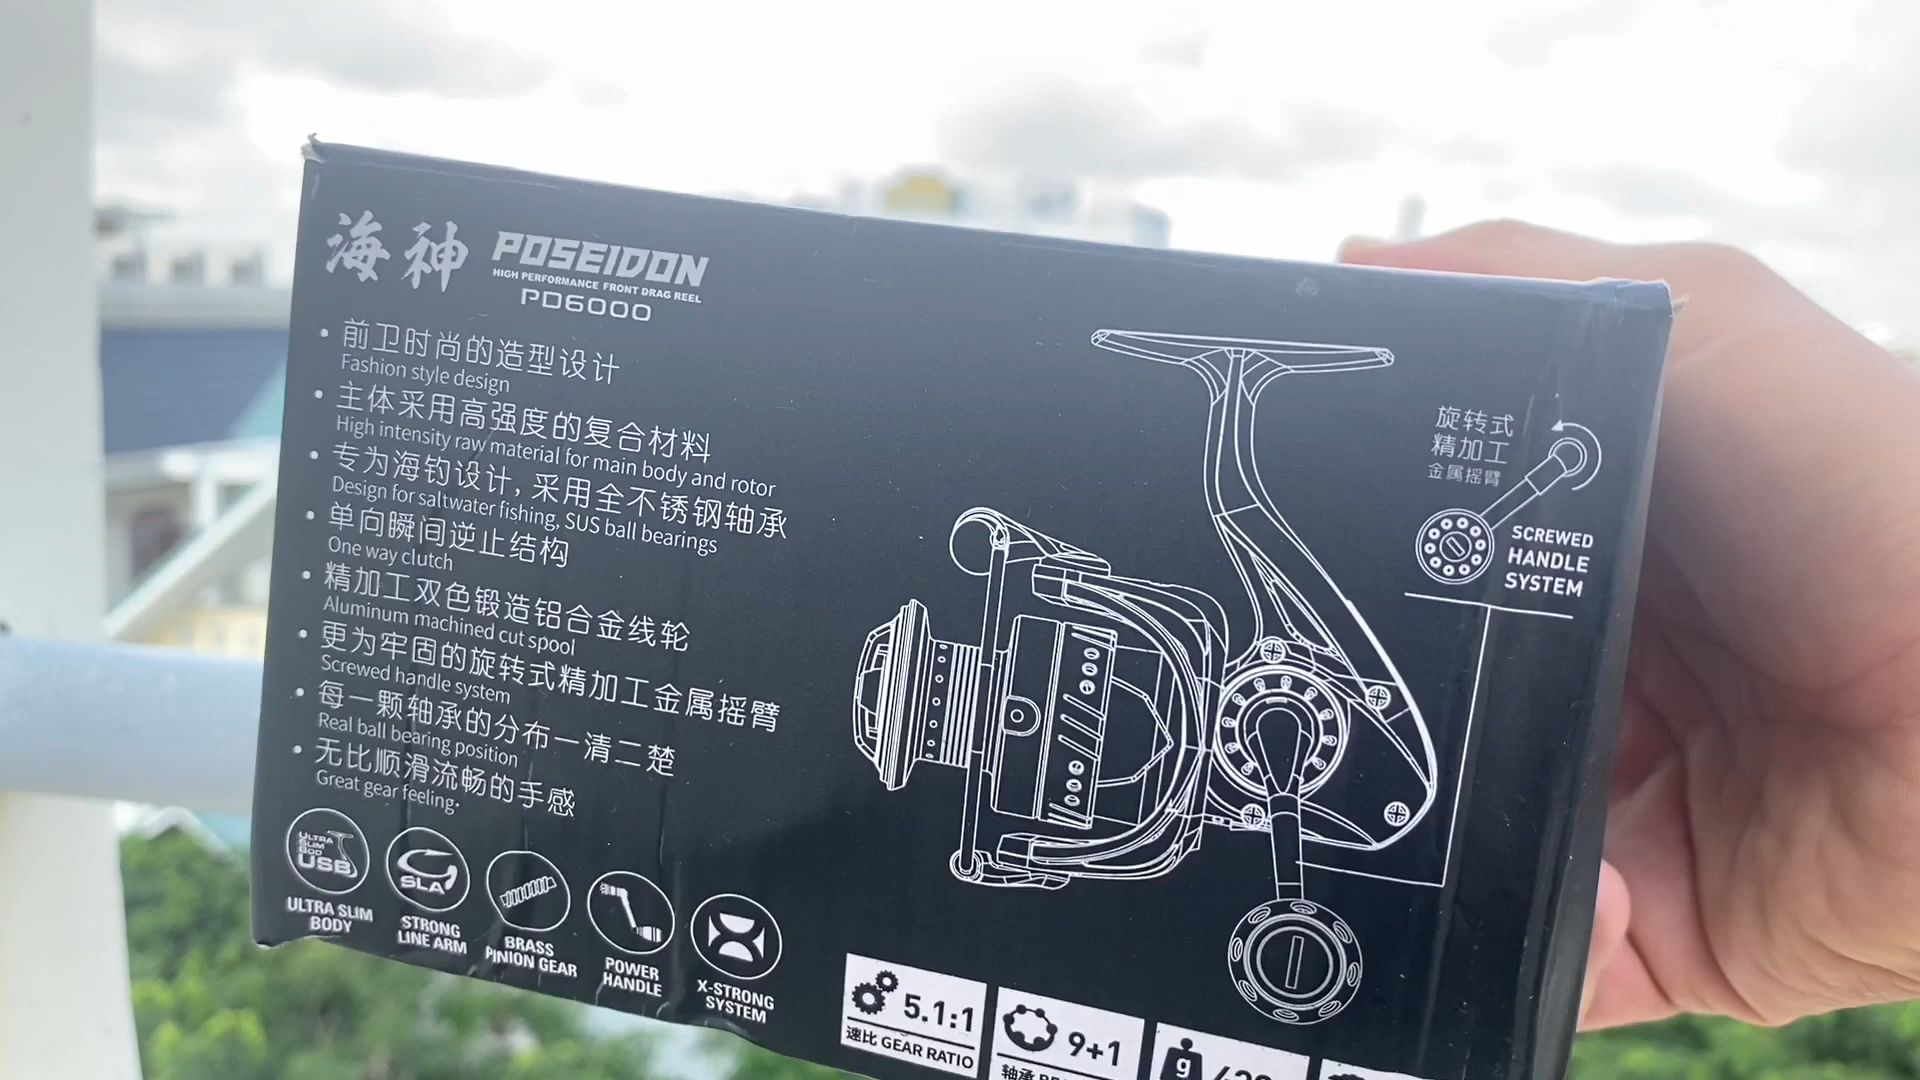 海神
POSEIDON
HIGH PERFORMANCE FRONT DRAG REEL
PD6000
• 前卫时尚的造型设计
Fashion style design
• 主体采用高强度的复合材料
High intensity raw material for main body and rotor
• 专为海钓设计, 采用全不锈钢轴承
Design for saltwater fishing, SUS ball bearings
• 单向瞬间逆止结构
One way clutch
• 精加工双色锻造铝合金线轮
Aluminum machined cut spool
• 更为牢固的旋转式精加工金属摇臂
Screwed handle system
• 每一颗轴承的分布一清二楚
Real ball bearing position
• 无比顺滑流畅的手感
Great gear feeling.
旋转式
精加工
金属摇臂
SCREWED
HANDLE
SYSTEM
ULTRA
SLIM
BOD
USB
ULTRA SLIM
BODY
SLA
STRONG
LINE ARM
BRASS
PINION GEAR
POWER
HANDLE
X-STRONG
SYSTEM
5.1:1
速比 GEAR RATIO
9+1
轴承
g